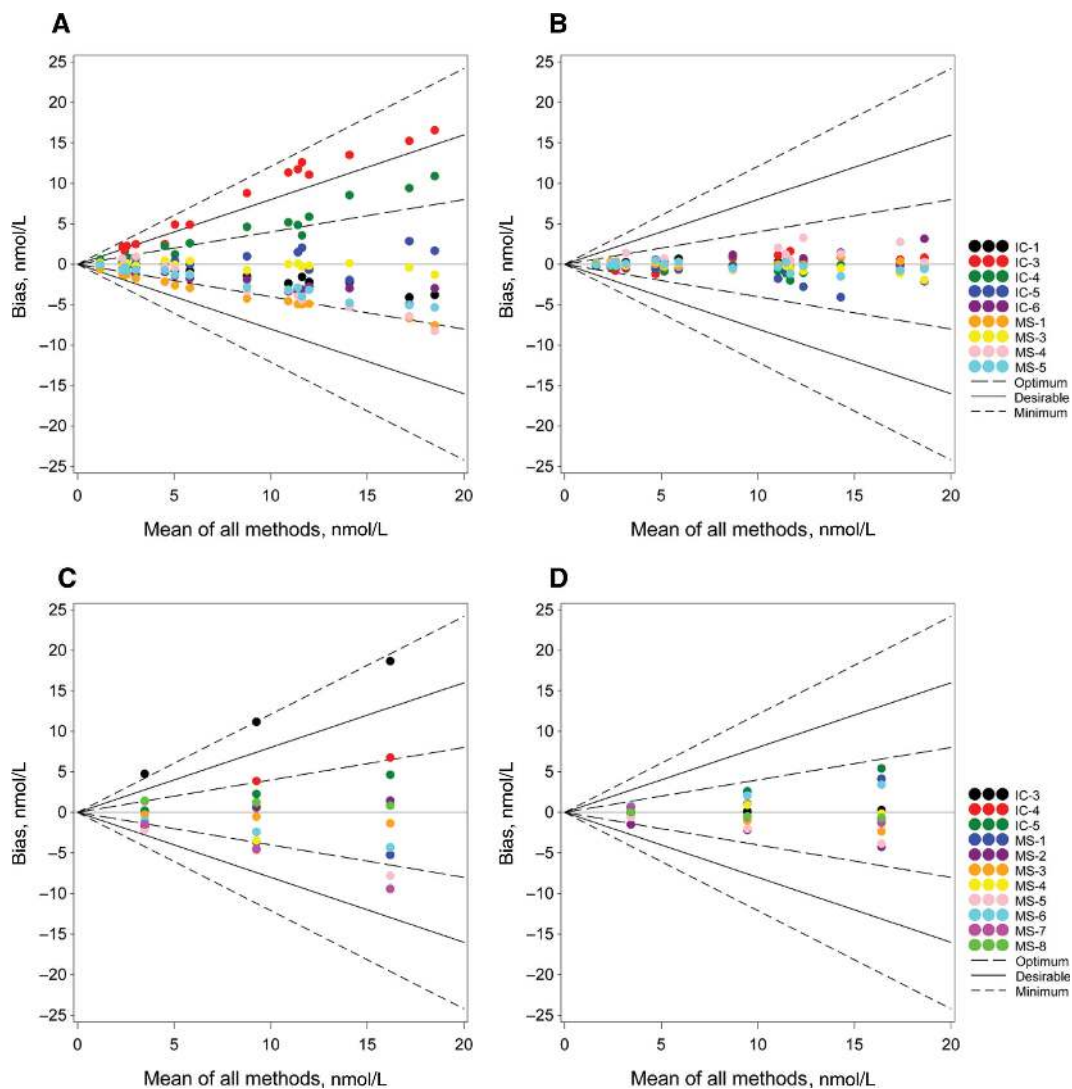 A
25
20
15
10
5
0
–5
–10
–15
–20
–25
Bias, nmol/L
0 5 10 15 20
Mean of all methods, nmol/L
B
25
20
15
10
5
0
–5
–10
–15
–20
–25
Bias, nmol/L
0 5 10 15 20
Mean of all methods, nmol/L
IC-1
IC-3
IC-4
IC-5
IC-6
MS-1
MS-3
MS-4
MS-5
Optimum
Desirable
Minimum
C
25
20
15
10
5
0
–5
–10
–15
–20
–25
Bias, nmol/L
0 5 10 15 20
Mean of all methods, nmol/L
D
25
20
15
10
5
0
–5
–10
–15
–20
–25
Bias, nmol/L
0 5 10 15 20
Mean of all methods, nmol/L
IC-3
IC-4
IC-5
MS-1
MS-2
MS-3
MS-4
MS-5
MS-6
MS-7
MS-8
Optimum
Desirable
Minimum